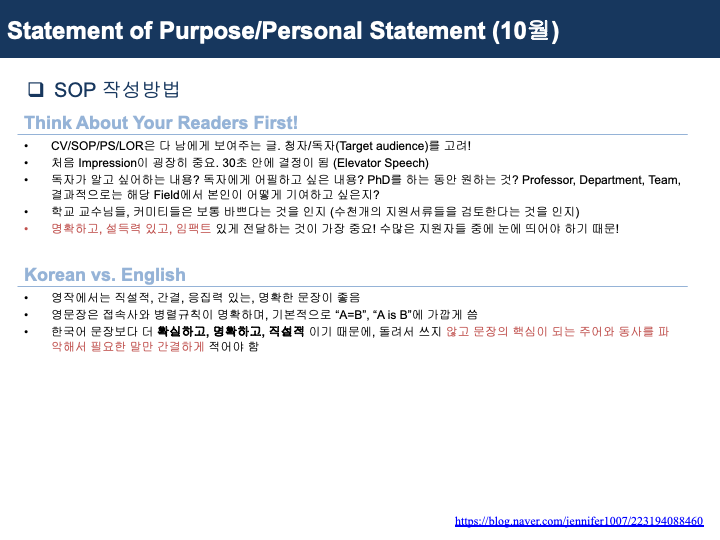 Statement of Purpose/Personal Statement (10월)
❑ SOP 작성방법
Think About Your Readers First!
• CV/SOP/PS/LOR은 다 남에게 보여주는 글. 청자/독자(Target audience)를 고려!
• 처음 Impression이 굉장히 중요. 30초 안에 결정이 됨 (Elevator Speech)
• 독자가 알고 싶어하는 내용? 독자에게 어필하고 싶은 내용? PhD를 하는 동안 원하는 것? Professor, Department, Team,
결과적으로는 해당 Field에서 본인이 어떻게 기여하고 싶은지?
• 학교 교수님들, 커미티들은 보통 바쁘다는 것을 인지 (수천개의 지원서류들을 검토한다는 것을 인지)
• 명확하고, 설득력 있고, 임팩트 있게 전달하는 것이 가장 중요! 수많은 지원자들 중에 눈에 띄어야 하기 때문!
Korean vs. English
• 영작에서는 직설적, 간결, 응집력 있는, 명확한 문장이 좋음
• 영문장은 접속사와 병렬규칙이 명확하며, 기본적으로 “A=B”, “A is B”에 가깝게 씀
• 한국어 문장보다 더 확실하고, 명확하고, 직설적 이기 때문에, 돌려서 쓰지 않고 문장의 핵심이 되는 주어와 동사를 파
악해서 필요한 말만 간결하게 적어야 함
https://blog.naver.com/jennifer1007/223194088460